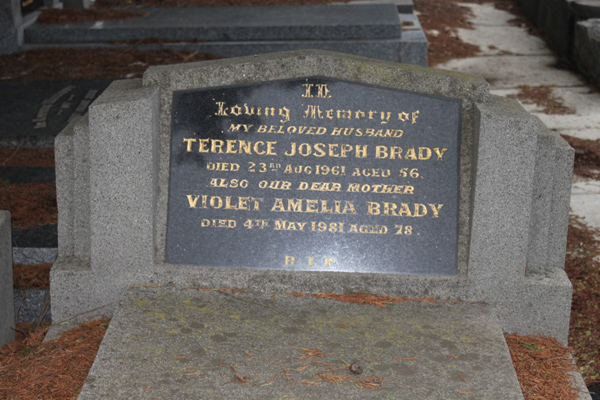 In
Loving Memory of
MY BELOVED HUSBAND
TERENCE JOSEPH BRADY
DIED 23RD AUG 1961 AGED 56.
ALSO OUR DEAR MOTHER
VIOLET AMELIA BRADY
DIED 4TH MAY 1981 AGED 78
R.I.P.